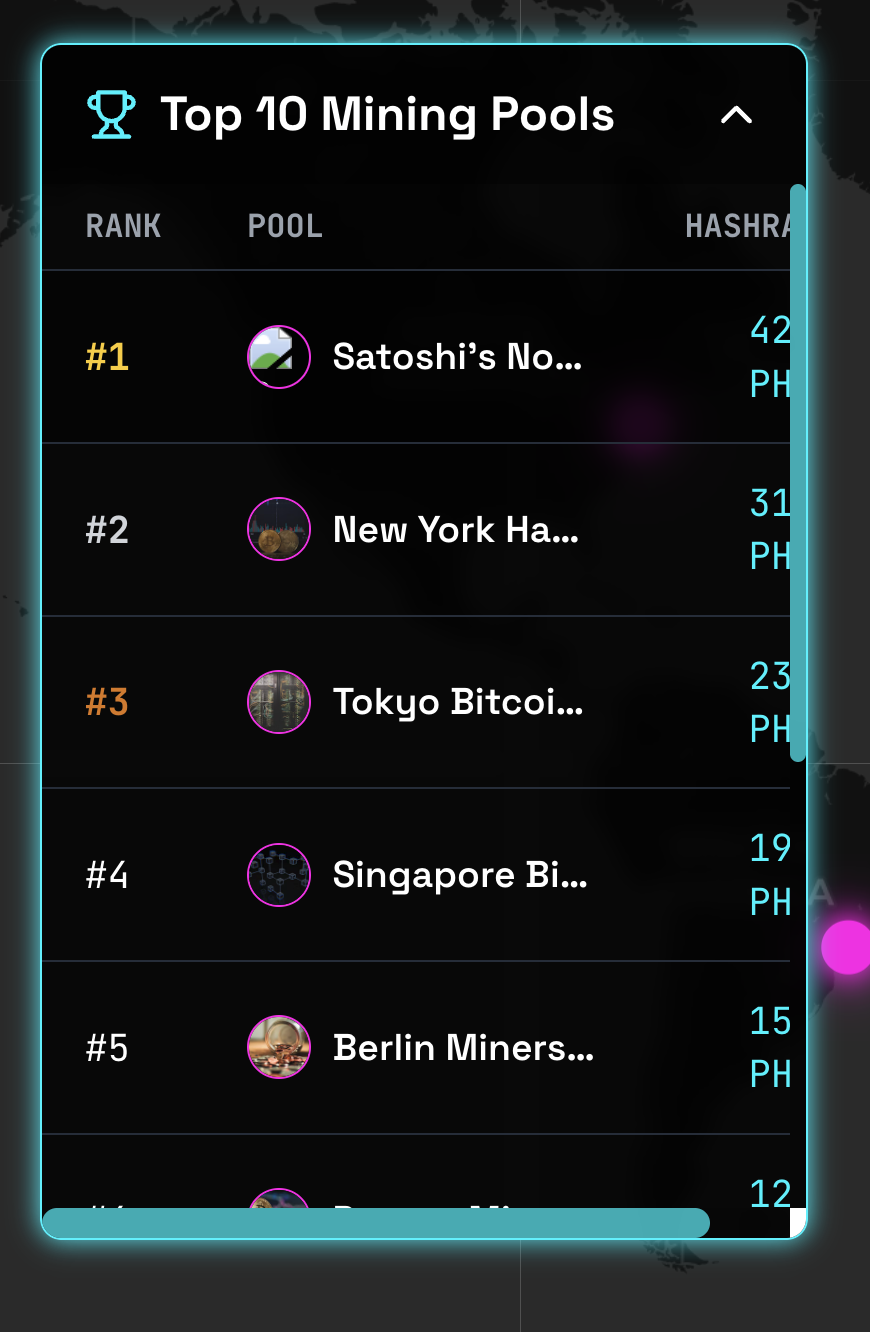 Top 10 Mining Pools
RANK POOL HASHRA
#1 Satoshi's No... 42 PH
#2 New York Ha... 31 PH
#3 Tokyo Bitcoi... 23 PH
#4 Singapore Bi... 19 PH
#5 Berlin Miners... 15 PH
12
A